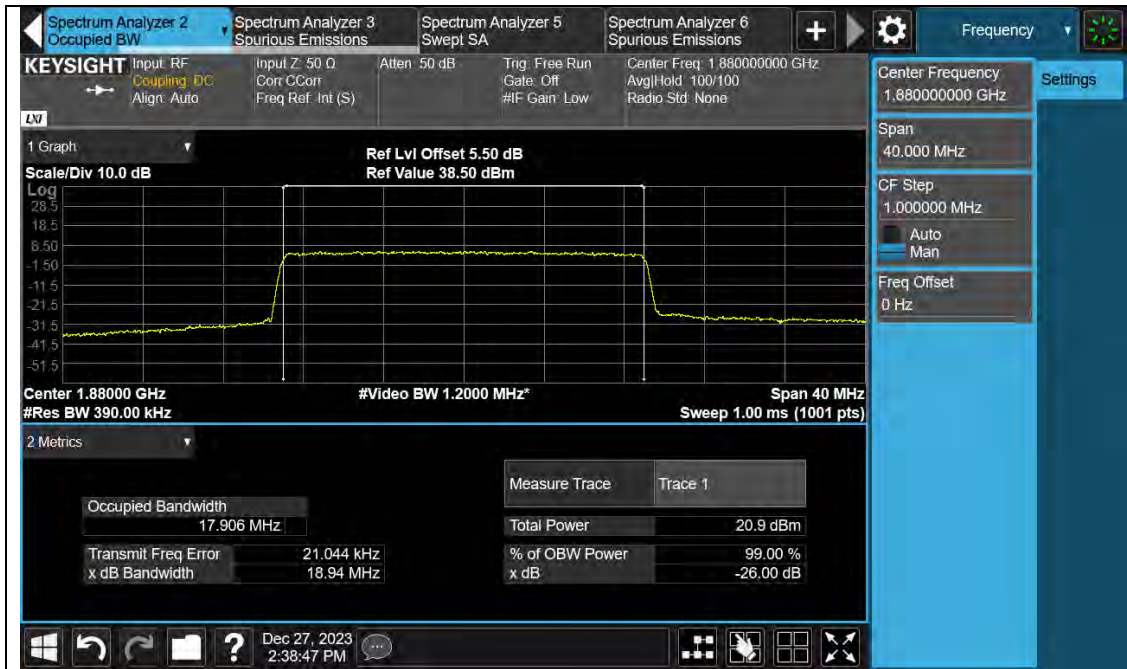 Spectrum Analyzer 2
Occupied BW
Spectrum Analyzer 3
Spurious Emissions
Spectrum Analyzer 5
Swept SA
Spectrum Analyzer 6
Spurious Emissions
+
Frequency
KEYSIGHT
Input: RF
Coupling: DC
Align: Auto
Input Z: 50 Ω
Corr CCorr
Freq Ref: Int (S)
Atten: 50 dB
Trig: Free Run
Gate: Off
#IF Gain: Low
Center Freq: 1.880000000 GHz
Avg|Hold: 100/100
Radio Std: None
LXI
Center Frequency
1.880000000 GHz
Settings
Span
40.000 MHz
CF Step
1.000000 MHz
Auto
Man
Freq Offset
0 Hz
1 Graph
Scale/Div 10.0 dB
Ref Lvl Offset 5.50 dB
Ref Value 38.50 dBm
Log
28.5
18.5
8.50
-1.50
-11.5
-21.5
-31.5
-41.5
-51.5
Center 1.88000 GHz
#Res BW 390.00 kHz
#Video BW 1.2000 MHz*
Span 40 MHz
Sweep 1.00 ms (1001 pts)
2 Metrics
Occupied Bandwidth
17.906 MHz
Transmit Freq Error 21.044 kHz
x dB Bandwidth 18.94 MHz
Measure Trace Trace 1
Total Power 20.9 dBm
% of OBW Power 99.00 %
x dB -26.00 dB
?
Dec 27, 2023
2:38:47 PM